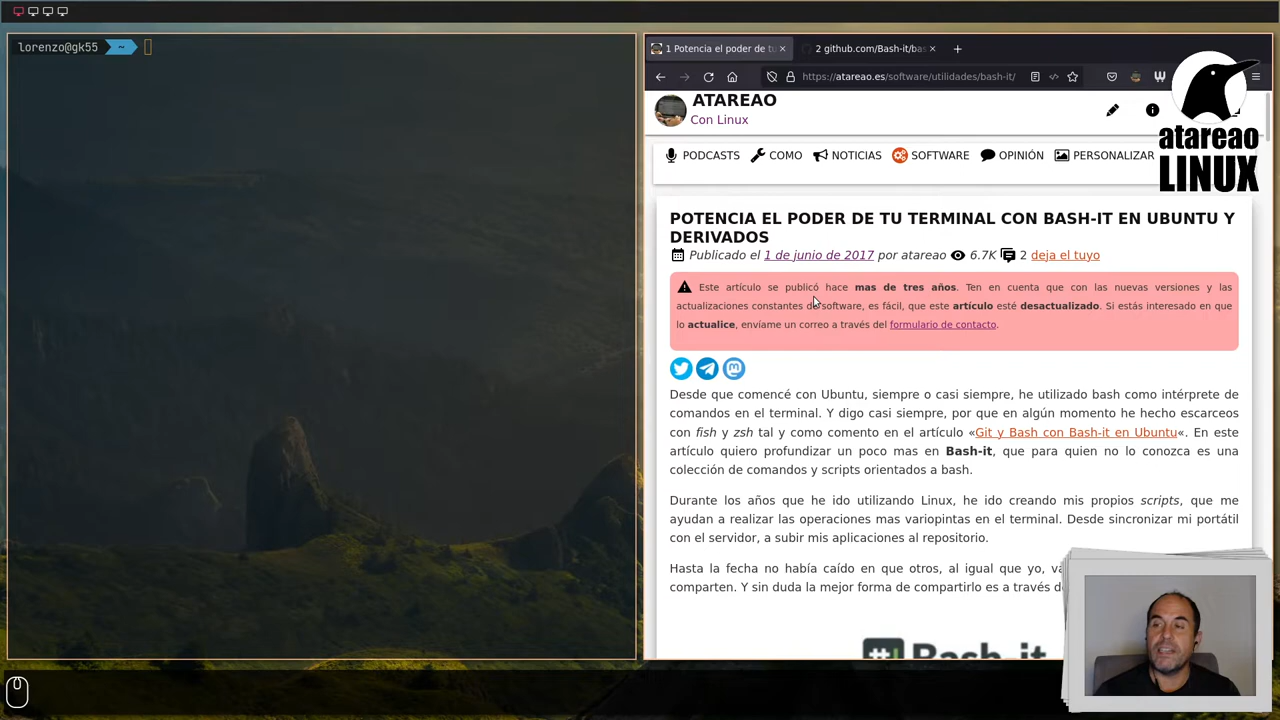 lorenzo@gk55 ~
1 Potencia el poder de tu
2 github.com/Bash-it/bas
https://atareao.es/software/utilidades/bash-it/
ATAREAO
Con Linux
PODCASTS COMO NOTICIAS SOFTWARE OPINIÓN PERSONALIZAR
atareao
LINUX
POTENCIA EL PODER DE TU TERMINAL CON BASH-IT EN UBUNTU Y
DERIVADOS
Publicado el 1 de junio de 2017 por atareao 6.7K 2 deja el tuyo
Este artículo se publicó hace mas de tres años. Ten en cuenta que con las nuevas versiones y las
actualizaciones constantes de software, es fácil, que este artículo esté desactualizado. Si estás interesado en que
lo actualice, envíame un correo a través del formulario de contacto.
Desde que comencé con Ubuntu, siempre o casi siempre, he utilizado bash como intérprete de
comandos en el terminal. Y digo casi siempre, por que en algún momento he hecho escarceos
con fish y zsh tal y como comento en el artículo «Git y Bash con Bash-it en Ubuntu«. En este
artículo quiero profundizar un poco mas en Bash-it, que para quien no lo conozca es una
colección de comandos y scripts orientados a bash.
Durante los años que he ido utilizando Linux, he ido creando mis propios scripts, que me
ayudan a realizar las operaciones mas variopintas en el terminal. Desde sincronizar mi portátil
con el servidor, a subir mis aplicaciones al repositorio.
Hasta la fecha no había caído en que otros, al igual que yo,
comparten. Y sin duda la mejor forma de compartirlo es a través
Bash-it